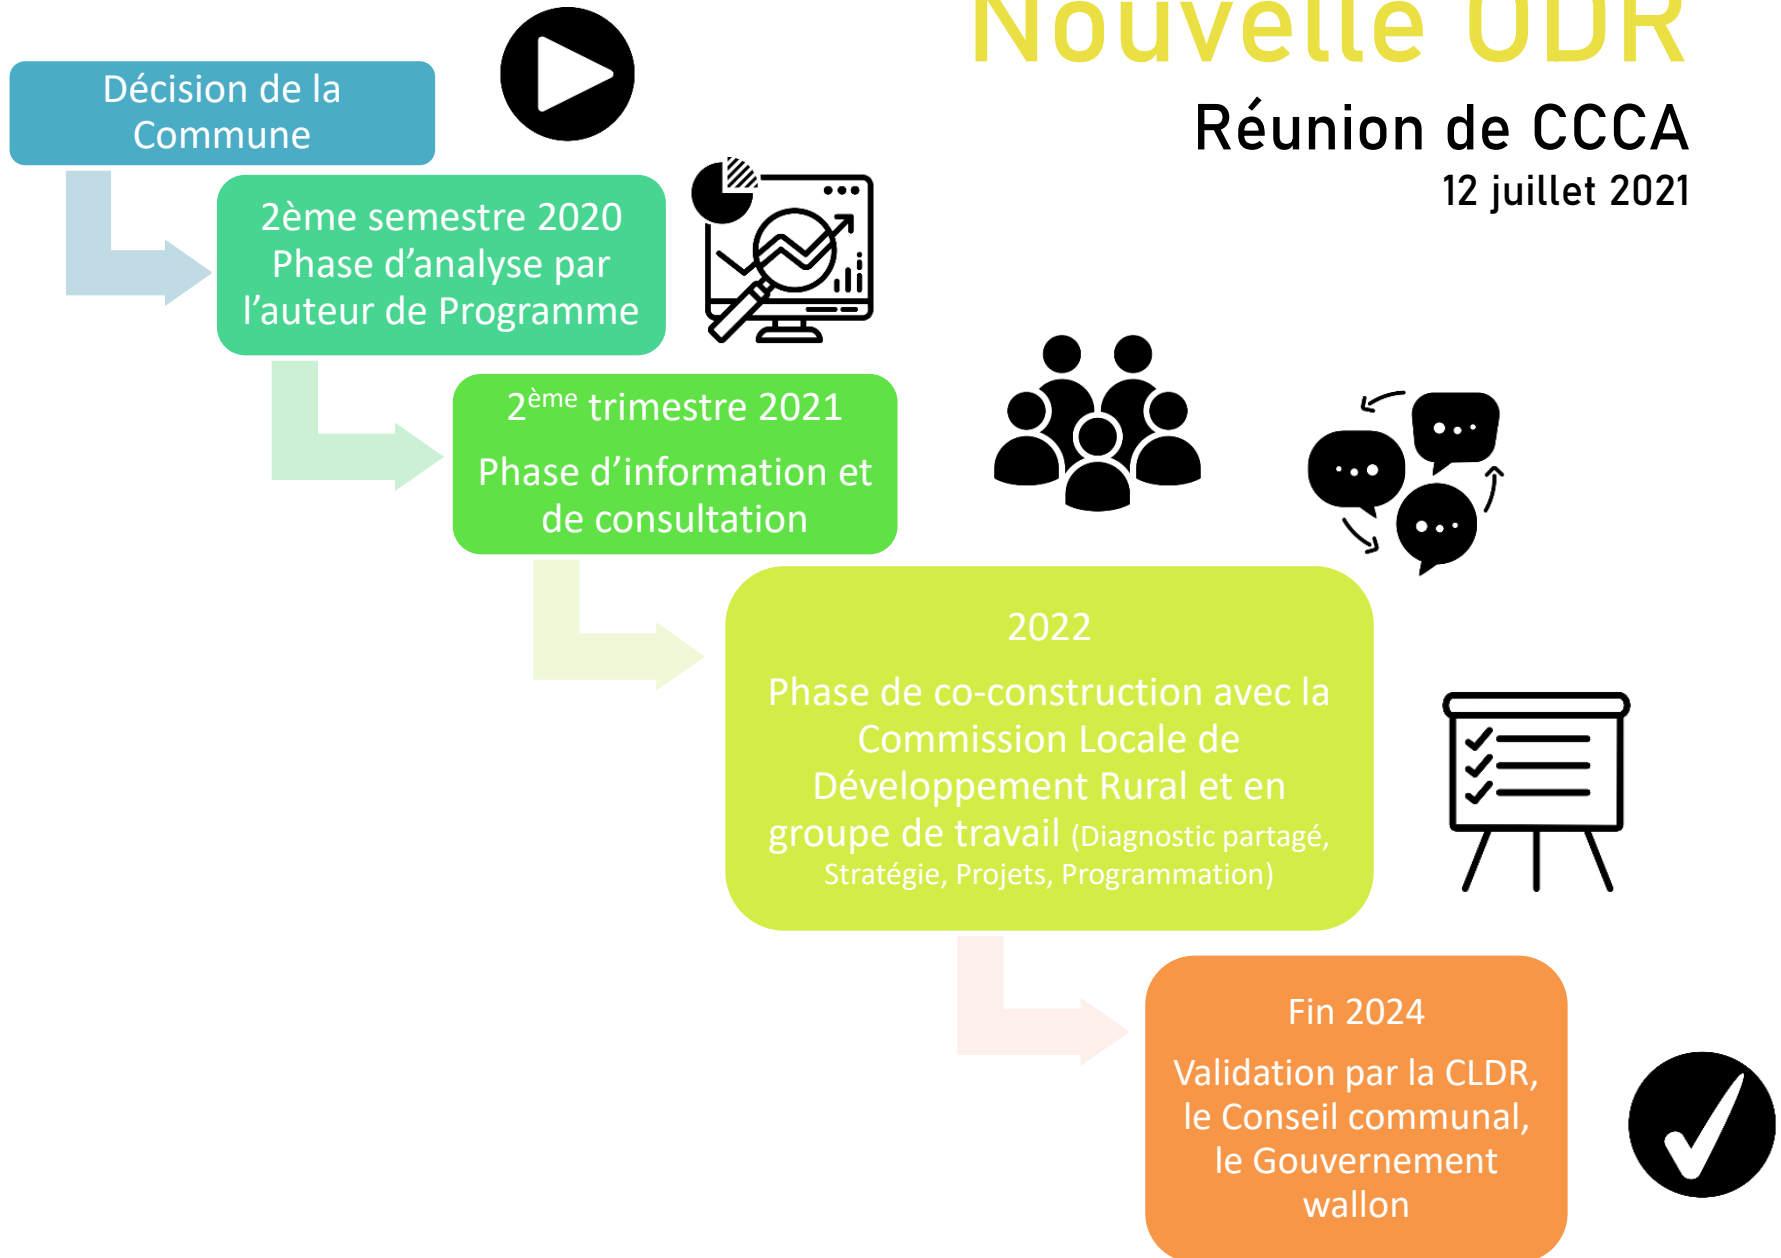 Nouvelle ODR
Réunion de CCCA
12 juillet 2021
Décision de la
Commune
2ème semestre 2020
Phase d’analyse par
l’auteur de Programme
2ème trimestre 2021
Phase d’information et
de consultation
2022
Phase de co-construction avec la
Commission Locale de
Développement Rural et en
groupe de travail (Diagnostic partagé,
Stratégie, Projets, Programmation)
Fin 2024
Validation par la CLDR,
le Conseil communal,
le Gouvernement
wallon